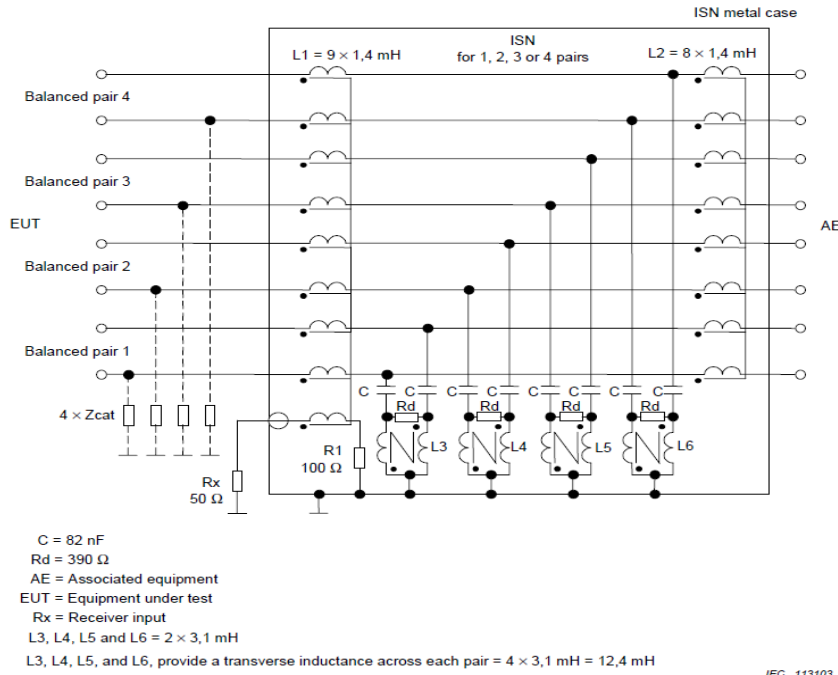 ISN metal case
ISN
for 1, 2, 3 or 4 pairs
L1 = 9 × 1,4 mH
L2 = 8 × 1,4 mH
Balanced pair 4
Balanced pair 3
EUT
AE
Balanced pair 2
Balanced pair 1
C C C C C C C C
4 × Zcat
Rd Rd Rd Rd
R1
100 Ω
L3 L4 L5 L6
Rx
50 Ω
C = 82 nF
Rd = 390 Ω
AE = Associated equipment
EUT = Equipment under test
Rx = Receiver input
L3, L4, L5 and L6 = 2 × 3,1 mH
L3, L4, L5, and L6, provide a transverse inductance across each pair = 4 × 3,1 mH = 12,4 mH